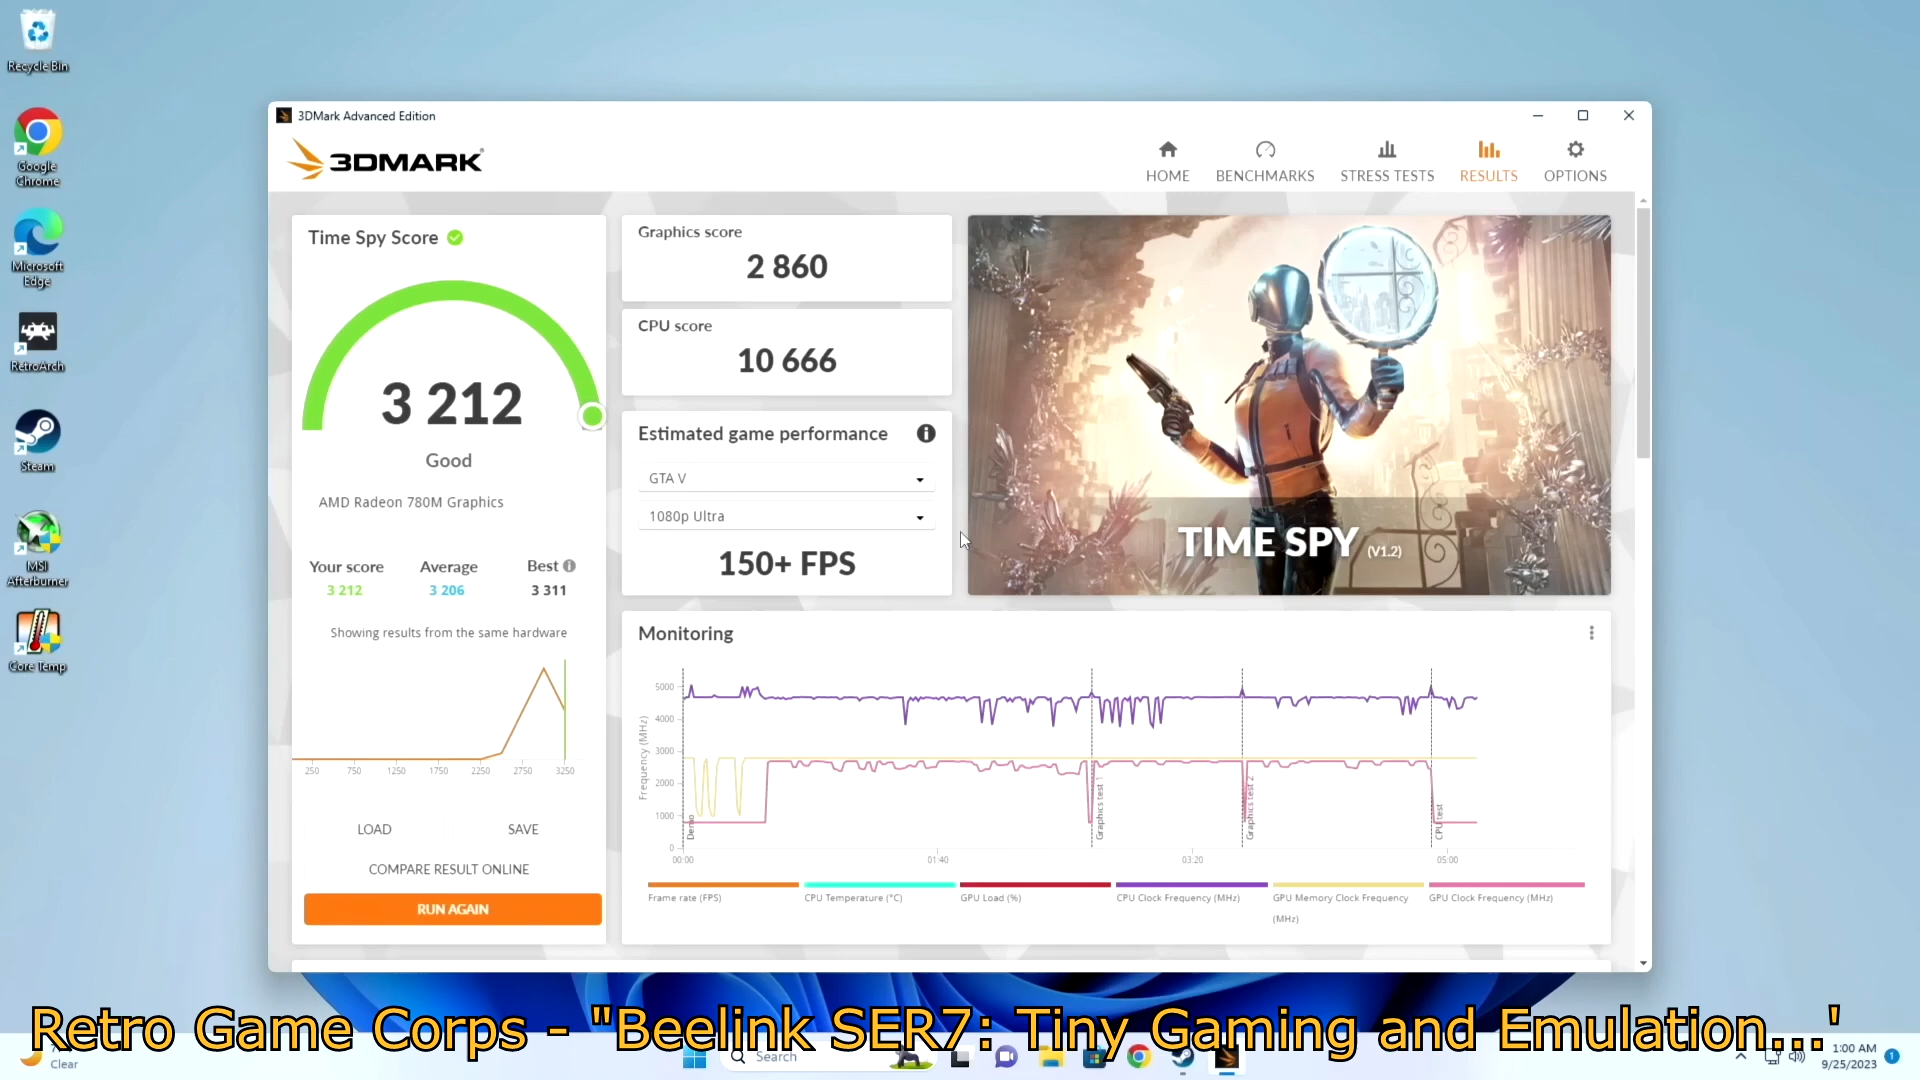 Recycle Bin
Google
Chrome
Microsoft
Edge
RetroArch
Steam
MSI
Afterburner
Core Temp
3DMark Advanced Edition
3DMARK
HOME
BENCHMARKS
STRESS TESTS
RESULTS
OPTIONS
Time Spy Score
3 212
Good
AMD Radeon 780M Graphics
Your score
Average
Best
3 212
3 206
3 311
Showing results from the same hardware
250 750 1250 1750 2250 2750 3250
LOAD
SAVE
COMPARE RESULT ONLINE
RUN AGAIN
Graphics score
2 860
CPU score
10 666
Estimated game performance
GTA V
1080p Ultra
150+ FPS
TIME SPY (V1.2)
Monitoring
Frequency (MHz)
5000
4000
3000
2000
1000
0
Demo
Graphics test 1
Graphics test 2
CPU test
00:00 01:40 03:20 05:00
Frame rate (FPS)
CPU Temperature (°C)
GPU Load (%)
CPU Clock Frequency (MHz)
GPU Memory Clock Frequency
(MHz)
GPU Clock Frequency (MHz)
Retro Game Corps - "Beelink SER7: Tiny Gaming and Emulation...'
Clear
Search
1:00 AM
9/25/2023
1